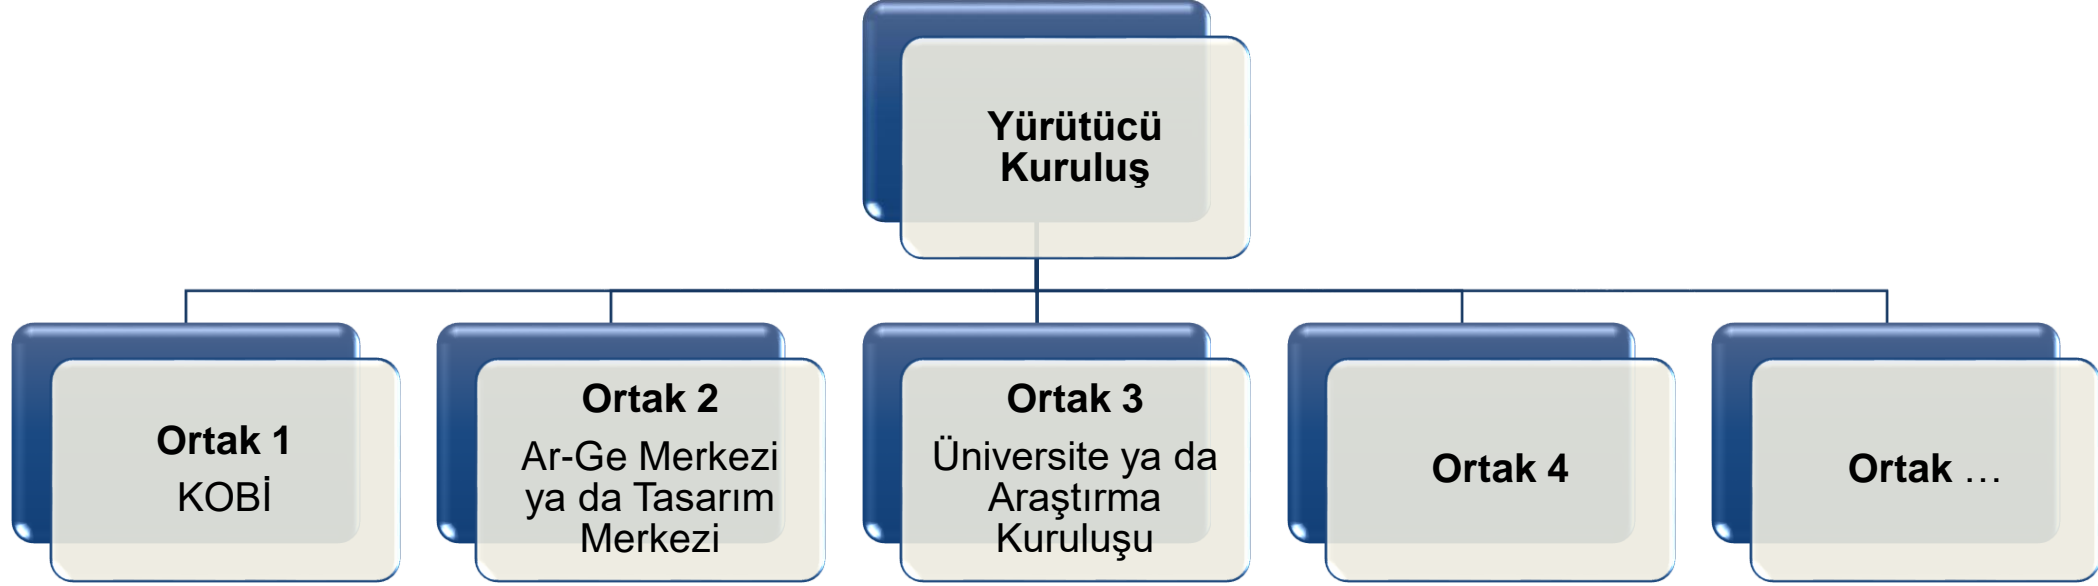 Yürütücü
Kuruluş
Ortak 1
KOBİ
Ortak 2
Ar-Ge Merkezi
ya da Tasarım
Merkezi
Ortak 3
Üniversite ya da
Araştırma
Kuruluşu
Ortak 4
Ortak …